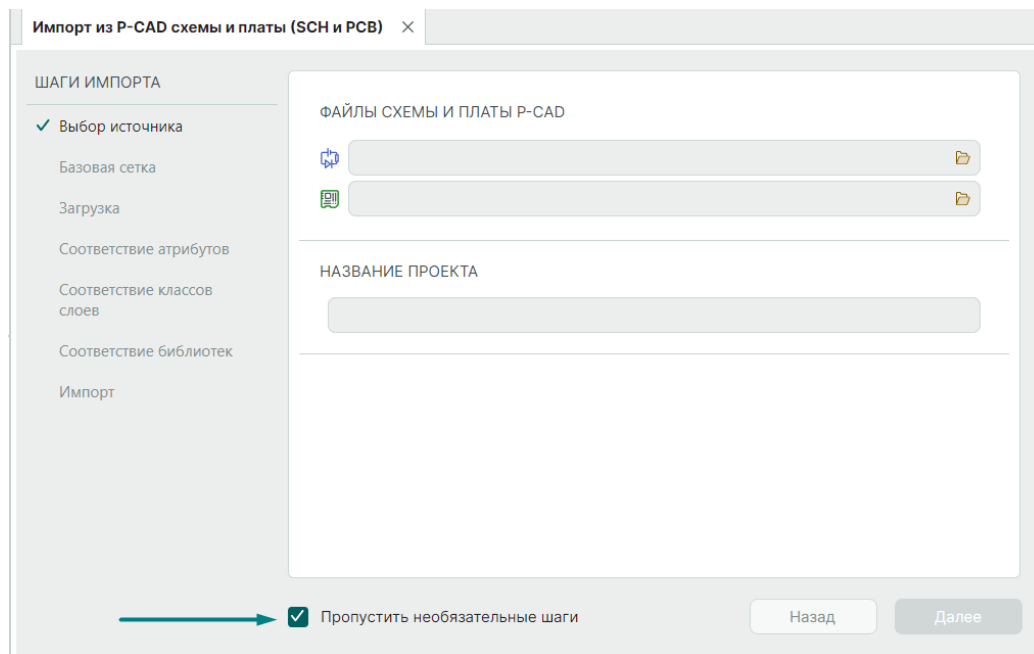 Импорт из P-CAD схемы и платы (SCH и PCB)
ШАГИ ИМПОРТА
Выбор источника
Базовая сетка
Загрузка
Соответствие атрибутов
Соответствие классов
слоев
Соответствие библиотек
Импорт
ФАЙЛЫ СХЕМЫ И ПЛАТЫ P-CAD
НАЗВАНИЕ ПРОЕКТА
Пропустить необязательные шаги
Назад
Далее